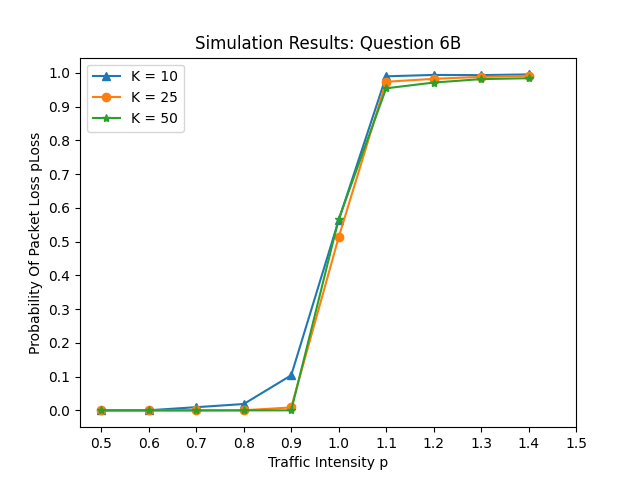 Simulation Results: Question 6B
K = 10
K = 25
K = 50
Probability Of Packet Loss pLoss
1.0
0.9
0.8
0.7
0.6
0.5
0.4
0.3
0.2
0.1
0.0
0.5 0.6 0.7 0.8 0.9 1.0 1.1 1.2 1.3 1.4 1.5
Traffic Intensity p